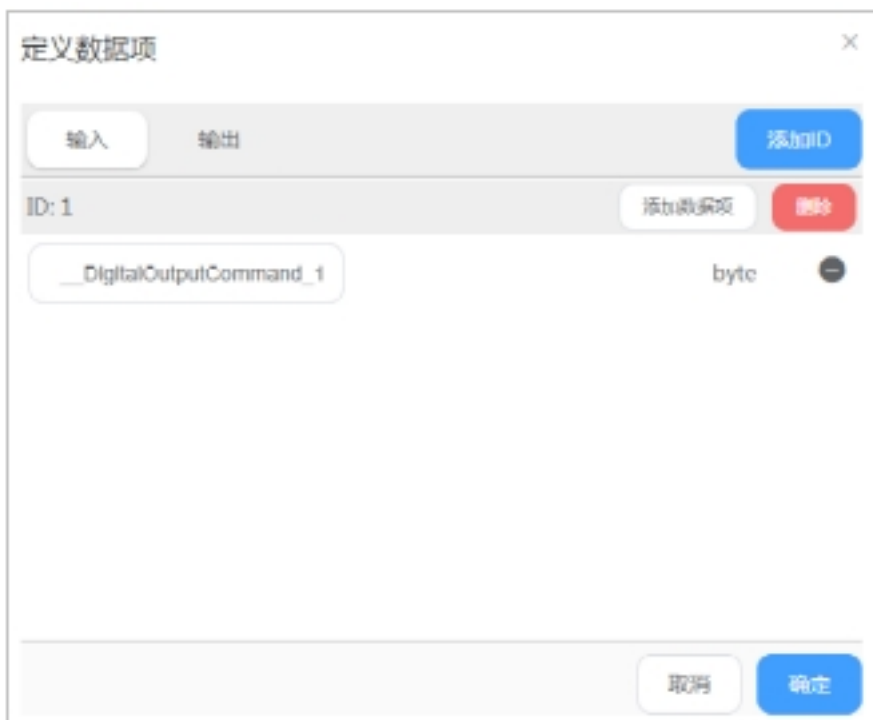 定义数据项 ×
输入 输出 添加ID
ID: 1 添加数据项 删除
__DigitalOutputCommand_1 byte
取消 确定